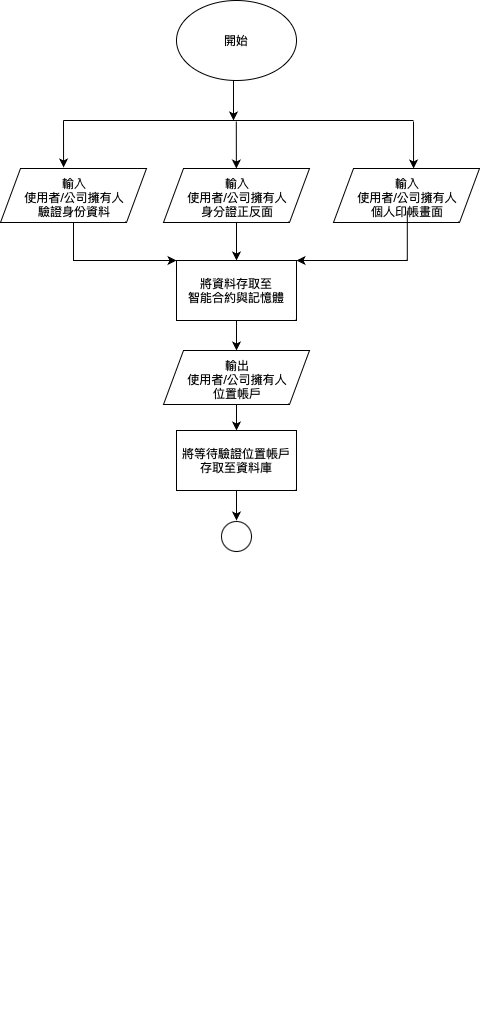 開始
輸入
使用者/公司擁有人
驗證身份資料
輸入
使用者/公司擁有人
身分證正反面
輸入
使用者/公司擁有人
個人印帳畫面
將資料存取至
智能合約與記憶體
輸出
使用者/公司擁有人
位置帳戶
將等待驗證位置帳戶
存取至資料庫